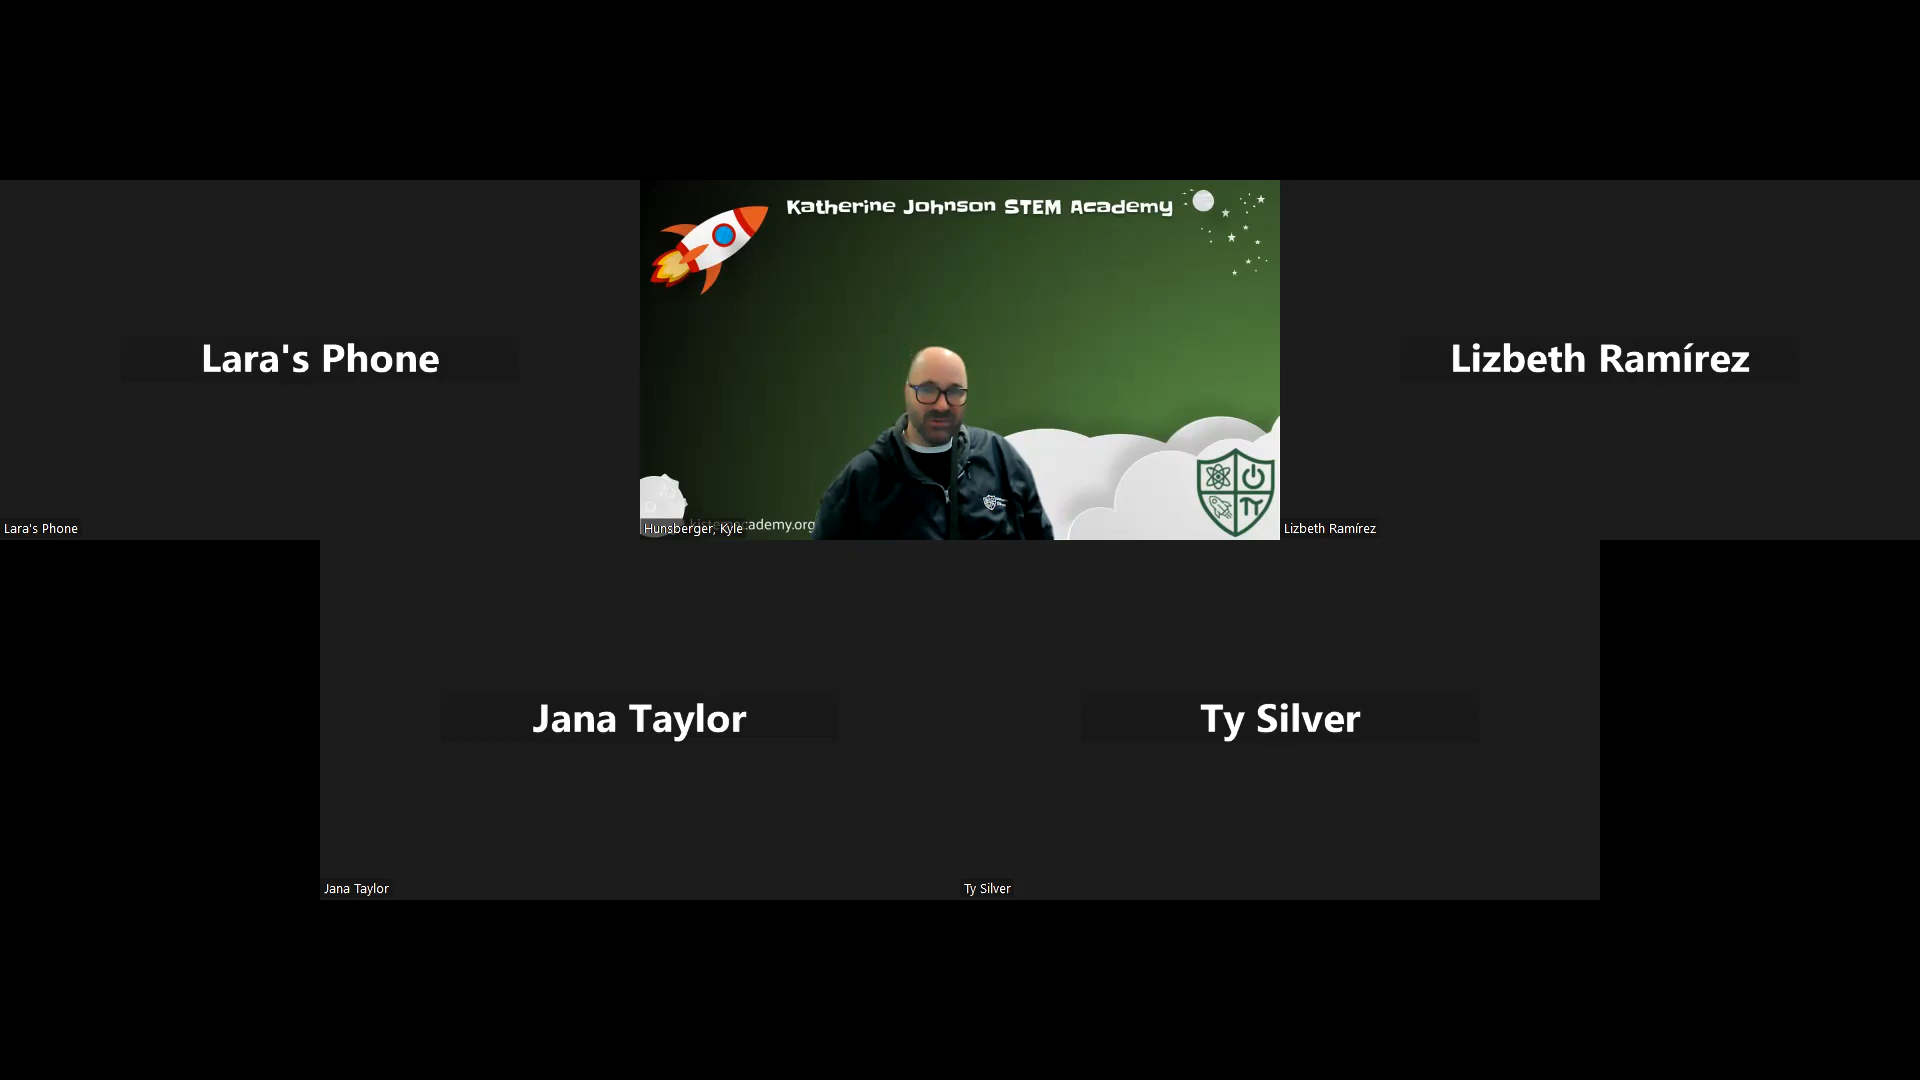 Katherine Johnson STEM Academy
Lara's Phone
Lizbeth Ramírez
Lara's Phone
Hunsberger, Kyle
cademy.org
Lizbeth Ramírez
Jana Taylor
Ty Silver
Jana Taylor
Ty Silver